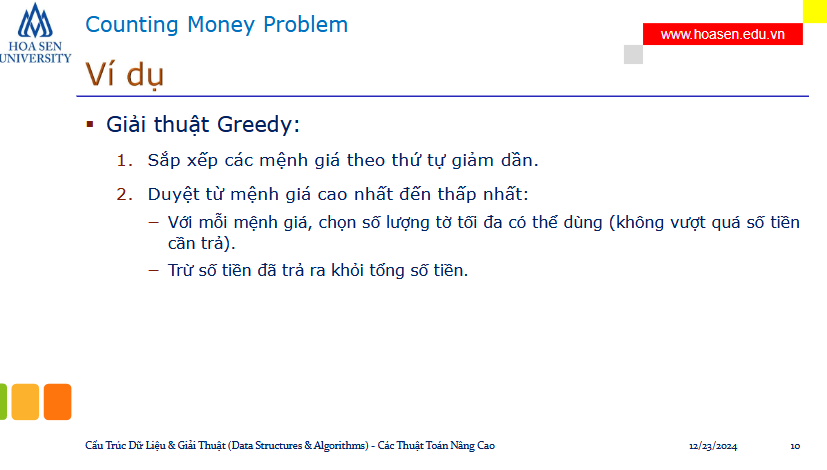 Counting Money Problem
www.hoasen.edu.vn
HOA SEN
UNIVERSITY
Ví dụ
▪ Giải thuật Greedy:
1. Sắp xếp các mệnh giá theo thứ tự giảm dần.
2. Duyệt từ mệnh giá cao nhất đến thấp nhất:
− Với mỗi mệnh giá, chọn số lượng tờ tối đa có thể dùng (không vượt quá số tiền
cần trả).
− Trừ số tiền đã trả ra khỏi tổng số tiền.
Cấu Trúc Dữ Liệu & Giải Thuật (Data Structures & Algorithms) - Các Thuật Toán Nâng Cao
12/23/2024
10